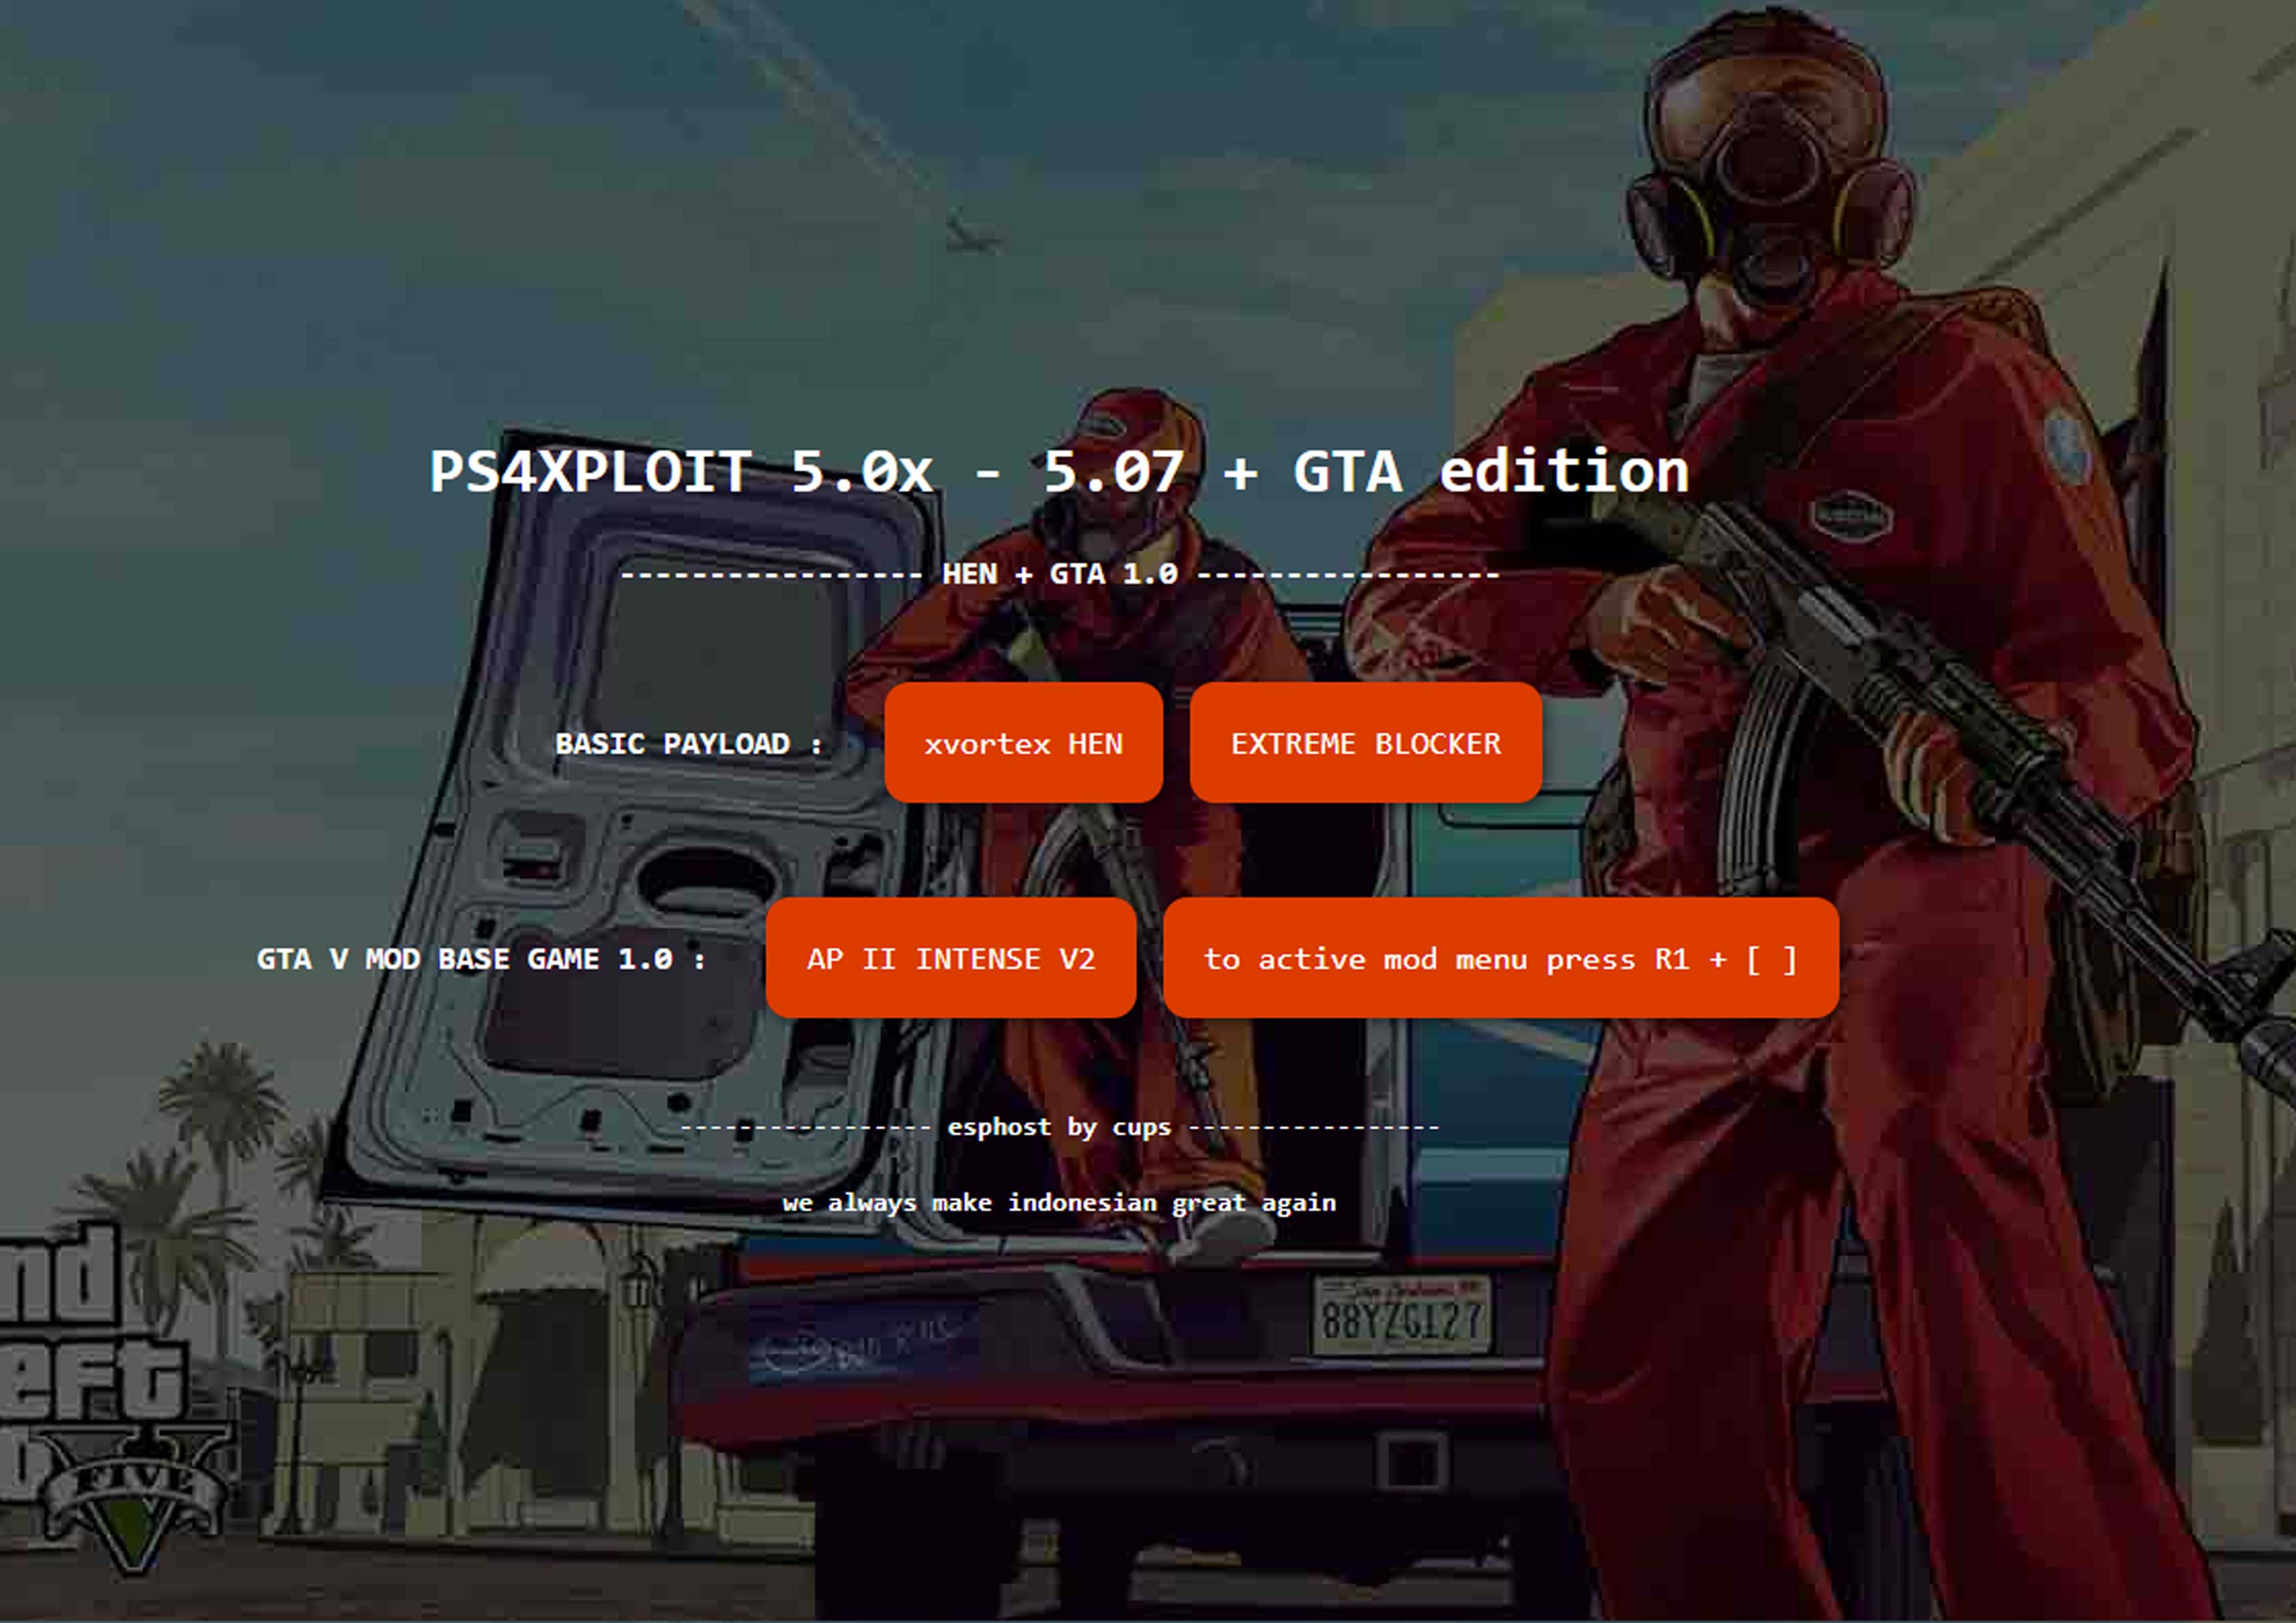 PS4XPLOIT 5.0x - 5.07 + GTA edition
----------------- HEN + GTA 1.0 -----------------
BASIC PAYLOAD : xvortex HEN EXTREME BLOCKER
GTA V MOD BASE GAME 1.0 : AP II INTENSE V2 to active mod menu press R1 + [ ]
----------------- esphost by cups -----------------
we always make indonesian great again
88YZG127
nd
eft
FIVE
V